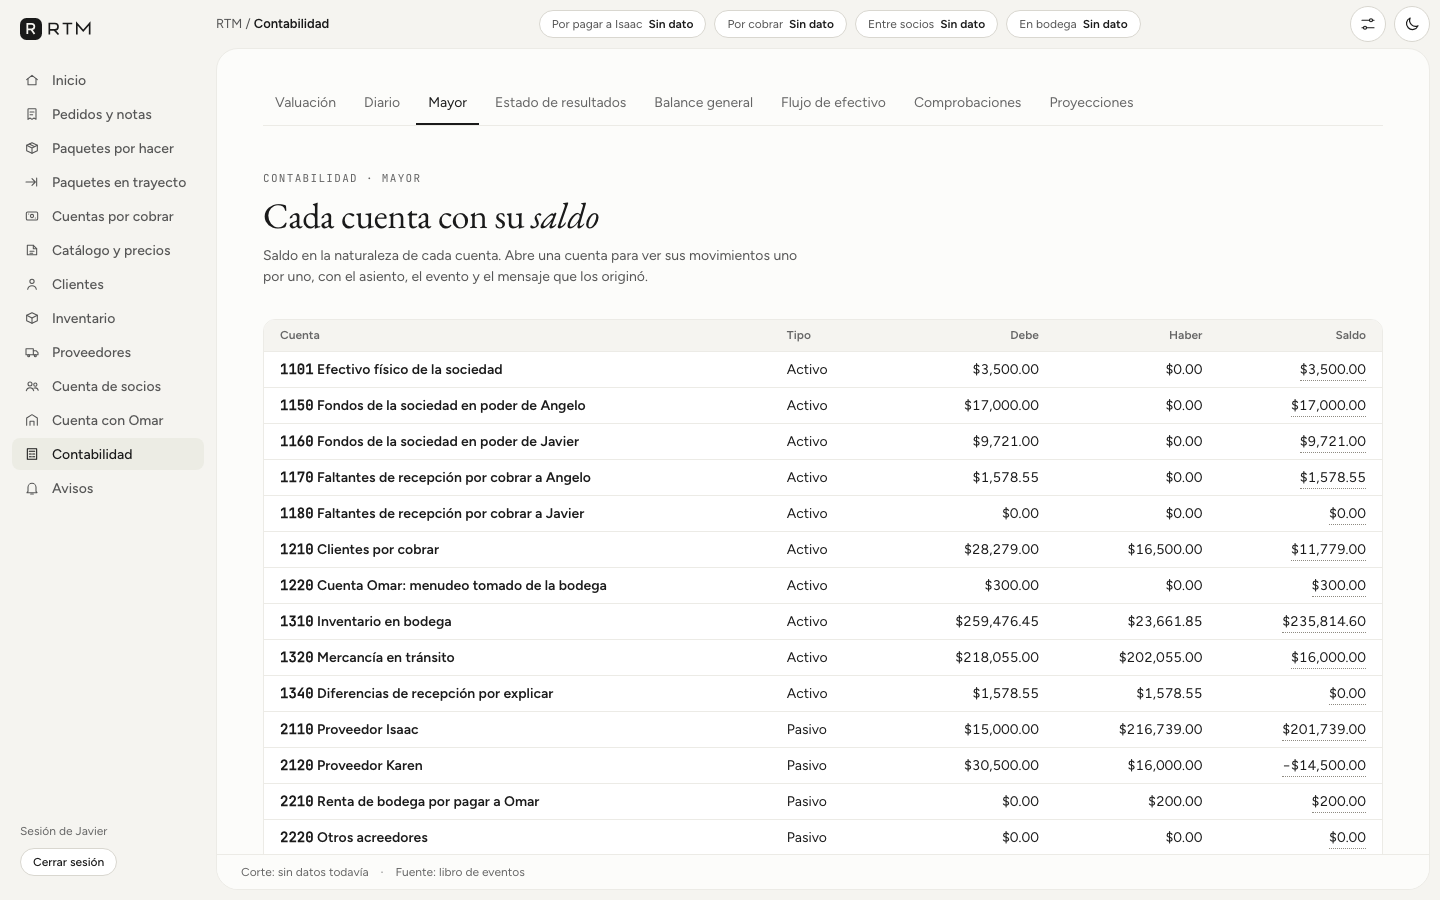 R RTM
RTM / Contabilidad
Por pagar a Isaac Sin dato
Por cobrar Sin dato
Entre socios Sin dato
En bodega Sin dato
Inicio
Pedidos y notas
Paquetes por hacer
Paquetes en trayecto
Cuentas por cobrar
Catálogo y precios
Clientes
Inventario
Proveedores
Cuenta de socios
Cuenta con Omar
Contabilidad
Avisos
Sesión de Javier
Cerrar sesión
Valuación Diario Mayor Estado de resultados Balance general Flujo de efectivo Comprobaciones Proyecciones
CONTABILIDAD · MAYOR
Cada cuenta con su saldo
Saldo en la naturaleza de cada cuenta. Abre una cuenta para ver sus movimientos uno
por uno, con el asiento, el evento y el mensaje que los originó.
Cuenta Tipo Debe Haber Saldo
1101 Efectivo físico de la sociedad Activo $3,500.00 $0.00 $3,500.00
1150 Fondos de la sociedad en poder de Angelo Activo $17,000.00 $0.00 $17,000.00
1160 Fondos de la sociedad en poder de Javier Activo $9,721.00 $0.00 $9,721.00
1170 Faltantes de recepción por cobrar a Angelo Activo $1,578.55 $0.00 $1,578.55
1180 Faltantes de recepción por cobrar a Javier Activo $0.00 $0.00 $0.00
1210 Clientes por cobrar Activo $28,279.00 $16,500.00 $11,779.00
1220 Cuenta Omar: menudeo tomado de la bodega Activo $300.00 $0.00 $300.00
1310 Inventario en bodega Activo $259,476.45 $23,661.85 $235,814.60
1320 Mercancía en tránsito Activo $218,055.00 $202,055.00 $16,000.00
1340 Diferencias de recepción por explicar Activo $1,578.55 $1,578.55 $0.00
2110 Proveedor Isaac Pasivo $15,000.00 $216,739.00 $201,739.00
2120 Proveedor Karen Pasivo $30,500.00 $16,000.00 −$14,500.00
2210 Renta de bodega por pagar a Omar Pasivo $0.00 $200.00 $200.00
2220 Otros acreedores Pasivo $0.00 $0.00 $0.00
Corte: sin datos todavía · Fuente: libro de eventos